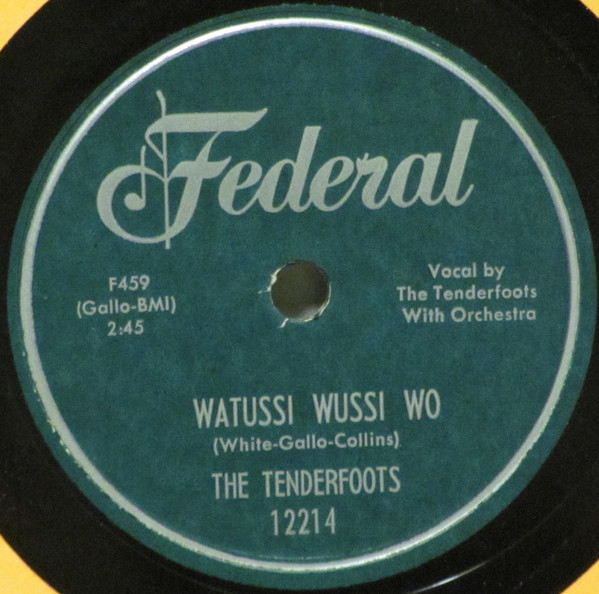 Federal
F459
(Gallo-BMI)
2:45
Vocal by
The Tenderfoots
With Orchestra
WATUSSI WUSSI WO
(White-Gallo-Collins)
THE TENDERFOOTS
12214